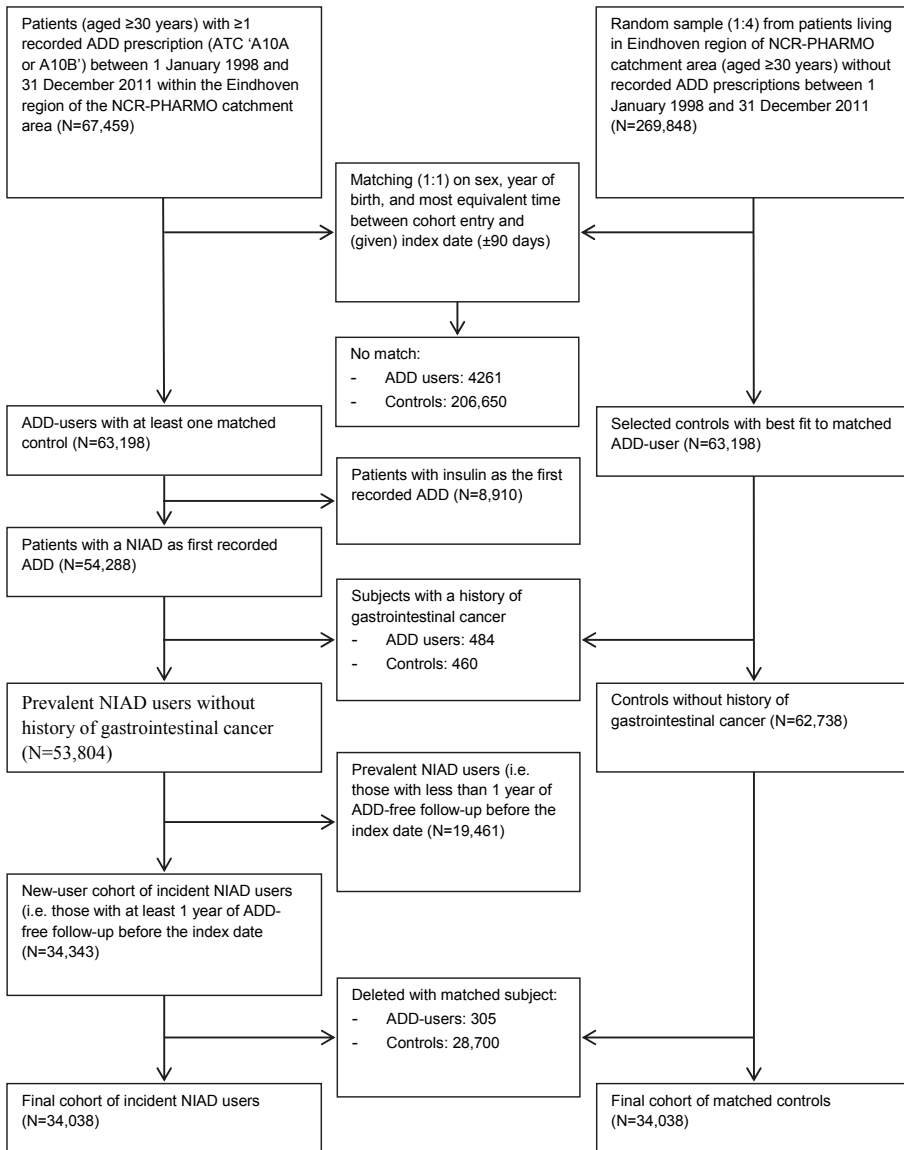 Patients (aged ≥30 years) with ≥1
recorded ADD prescription (ATC ‘A10A
or A10B’) between 1 January 1998 and
31 December 2011 within the Eindhoven
region of the NCR-PHARMO catchment
area (N=67,459)
Random sample (1:4) from patients living
in Eindhoven region of NCR-PHARMO
catchment area (aged ≥30 years) without
recorded ADD prescriptions between 1
January 1998 and 31 December 2011
(N=269,848)
Matching (1:1) on sex, year of
birth, and most equivalent time
between cohort entry and
(given) index date (±90 days)
No match:
- ADD users: 4261
- Controls: 206,650
ADD-users with at least one matched
control (N=63,198)
Selected controls with best fit to matched
ADD-user (N=63,198)
Patients with insulin as the first
recorded ADD (N=8,910)
Patients with a NIAD as first recorded
ADD (N=54,288)
Subjects with a history of
gastrointestinal cancer
- ADD users: 484
- Controls: 460
Prevalent NIAD users without
history of gastrointestinal cancer
(N=53,804)
Controls without history of
gastrointestinal cancer (N=62,738)
Prevalent NIAD users (i.e.
those with less than 1 year of
ADD-free follow-up before the
index date (N=19,461)
New-user cohort of incident NIAD users
(i.e. those with at least 1 year of ADD-
free follow-up before the index date
(N=34,343)
Deleted with matched subject:
- ADD-users: 305
- Controls: 28,700
Final cohort of incident NIAD users
(N=34,038)
Final cohort of matched controls
(N=34,038)